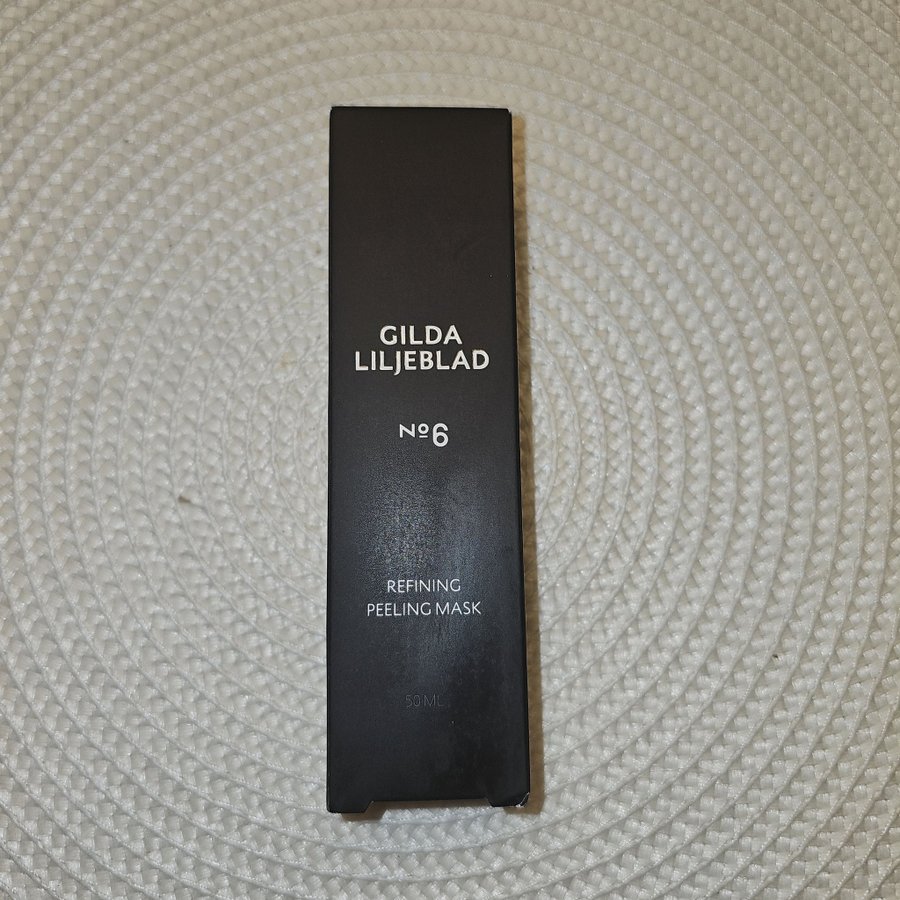 GILDA
LILJEBLAD
Nº6
REFINING
PEELING MASK
50 ML